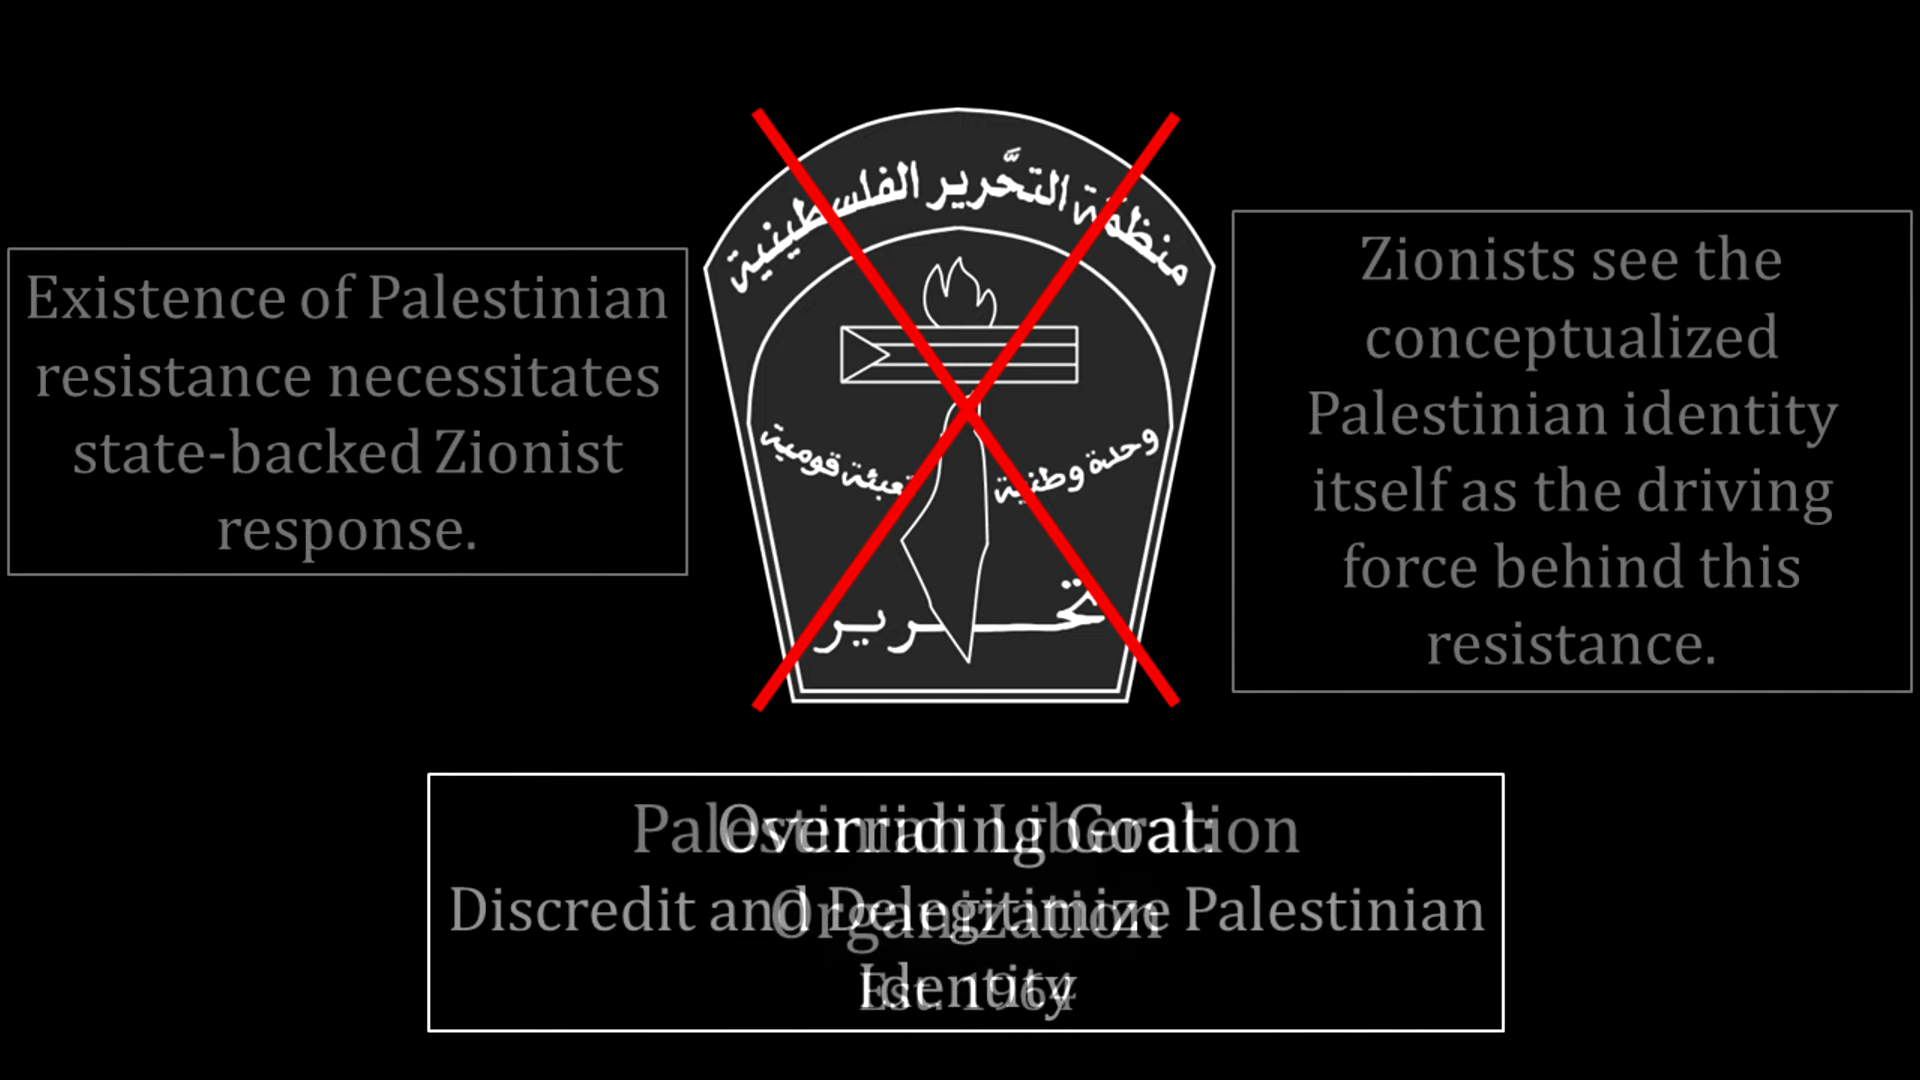 منظمة التحرير الفلسطينية
وحدة وطنية
تعبئة قومية
تحـــرير
Existence of Palestinian
resistance necessitates
state-backed Zionist
response.
Zionists see the
conceptualized
Palestinian identity
itself as the driving
force behind this
resistance.
Palestinian Liberation
Organization
Est. 1964
Overriding Goal:
Discredit and Delegitimize Palestinian
Identity